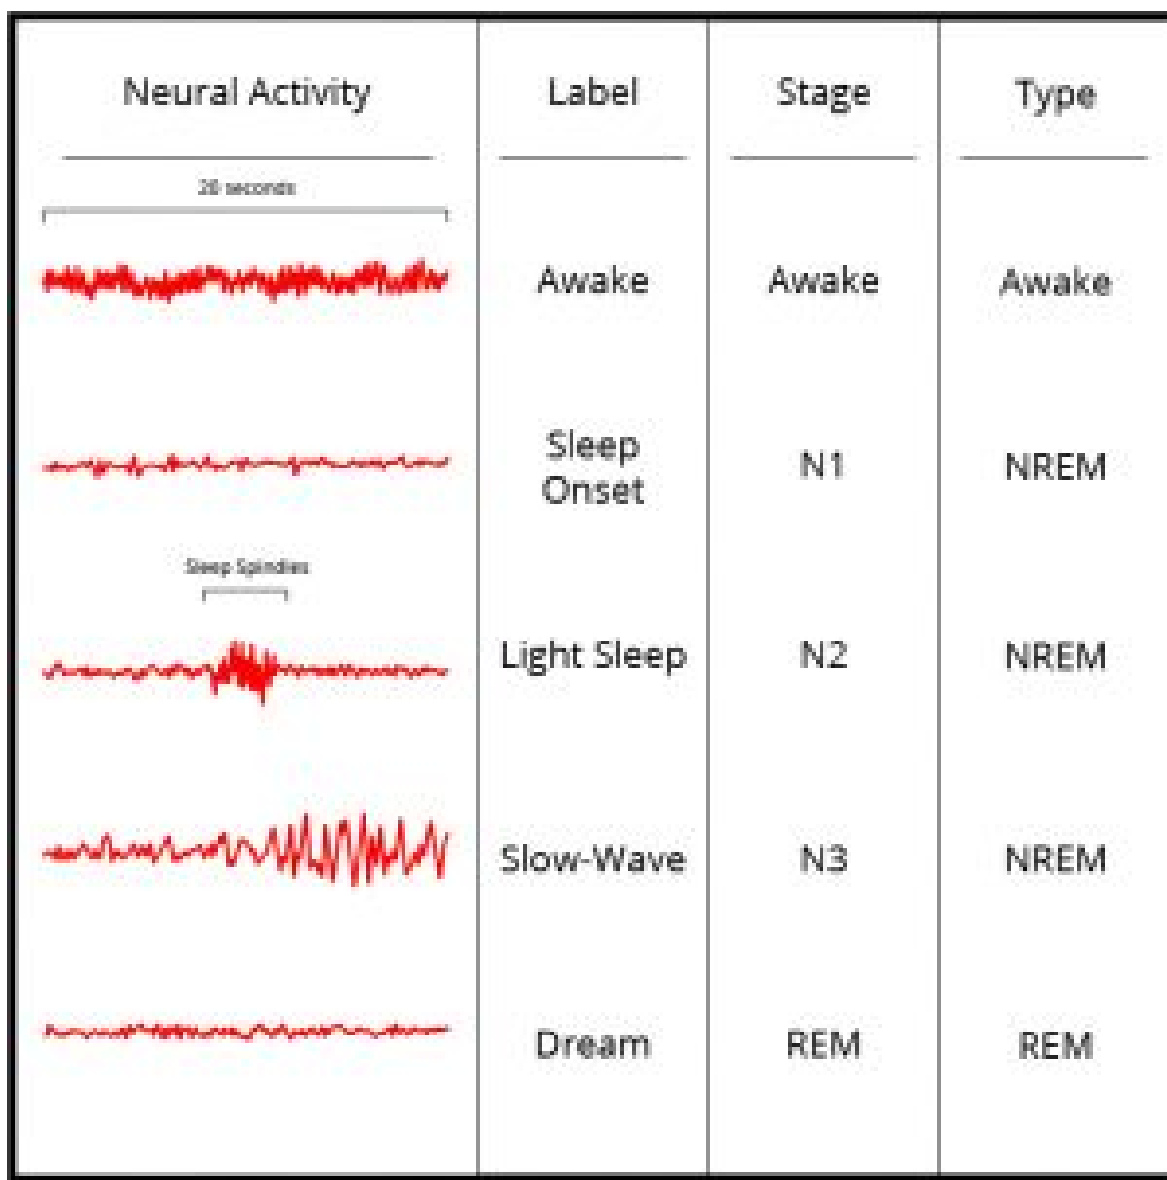 Neural Activity Label Stage Type
20 seconds
Awake Awake Awake
Sleep
Onset N1 NREM
Sleep Spindles
Light Sleep N2 NREM
Slow-Wave N3 NREM
Dream REM REM